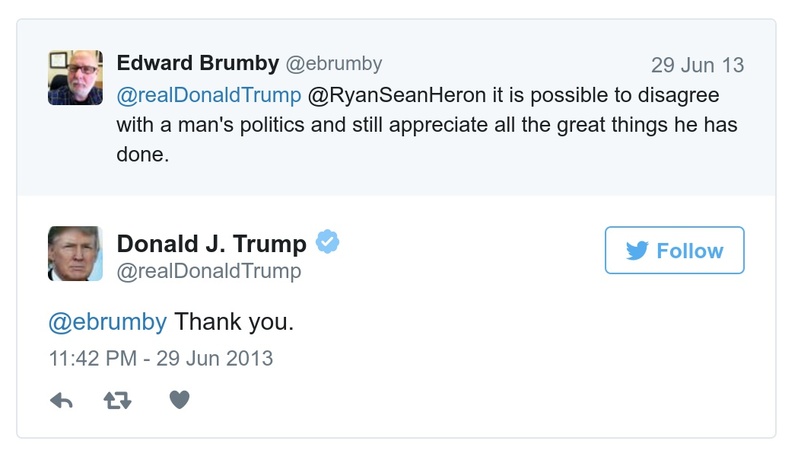 Edward Brumby @ebrumby 29 Jun 13
@realDonaldTrump @RyanSeanHeron it is possible to disagree
with a man's politics and still appreciate all the great things he has
done.
Donald J. Trump
@realDonaldTrump
Follow
@ebrumby Thank you.
11:42 PM - 29 Jun 2013